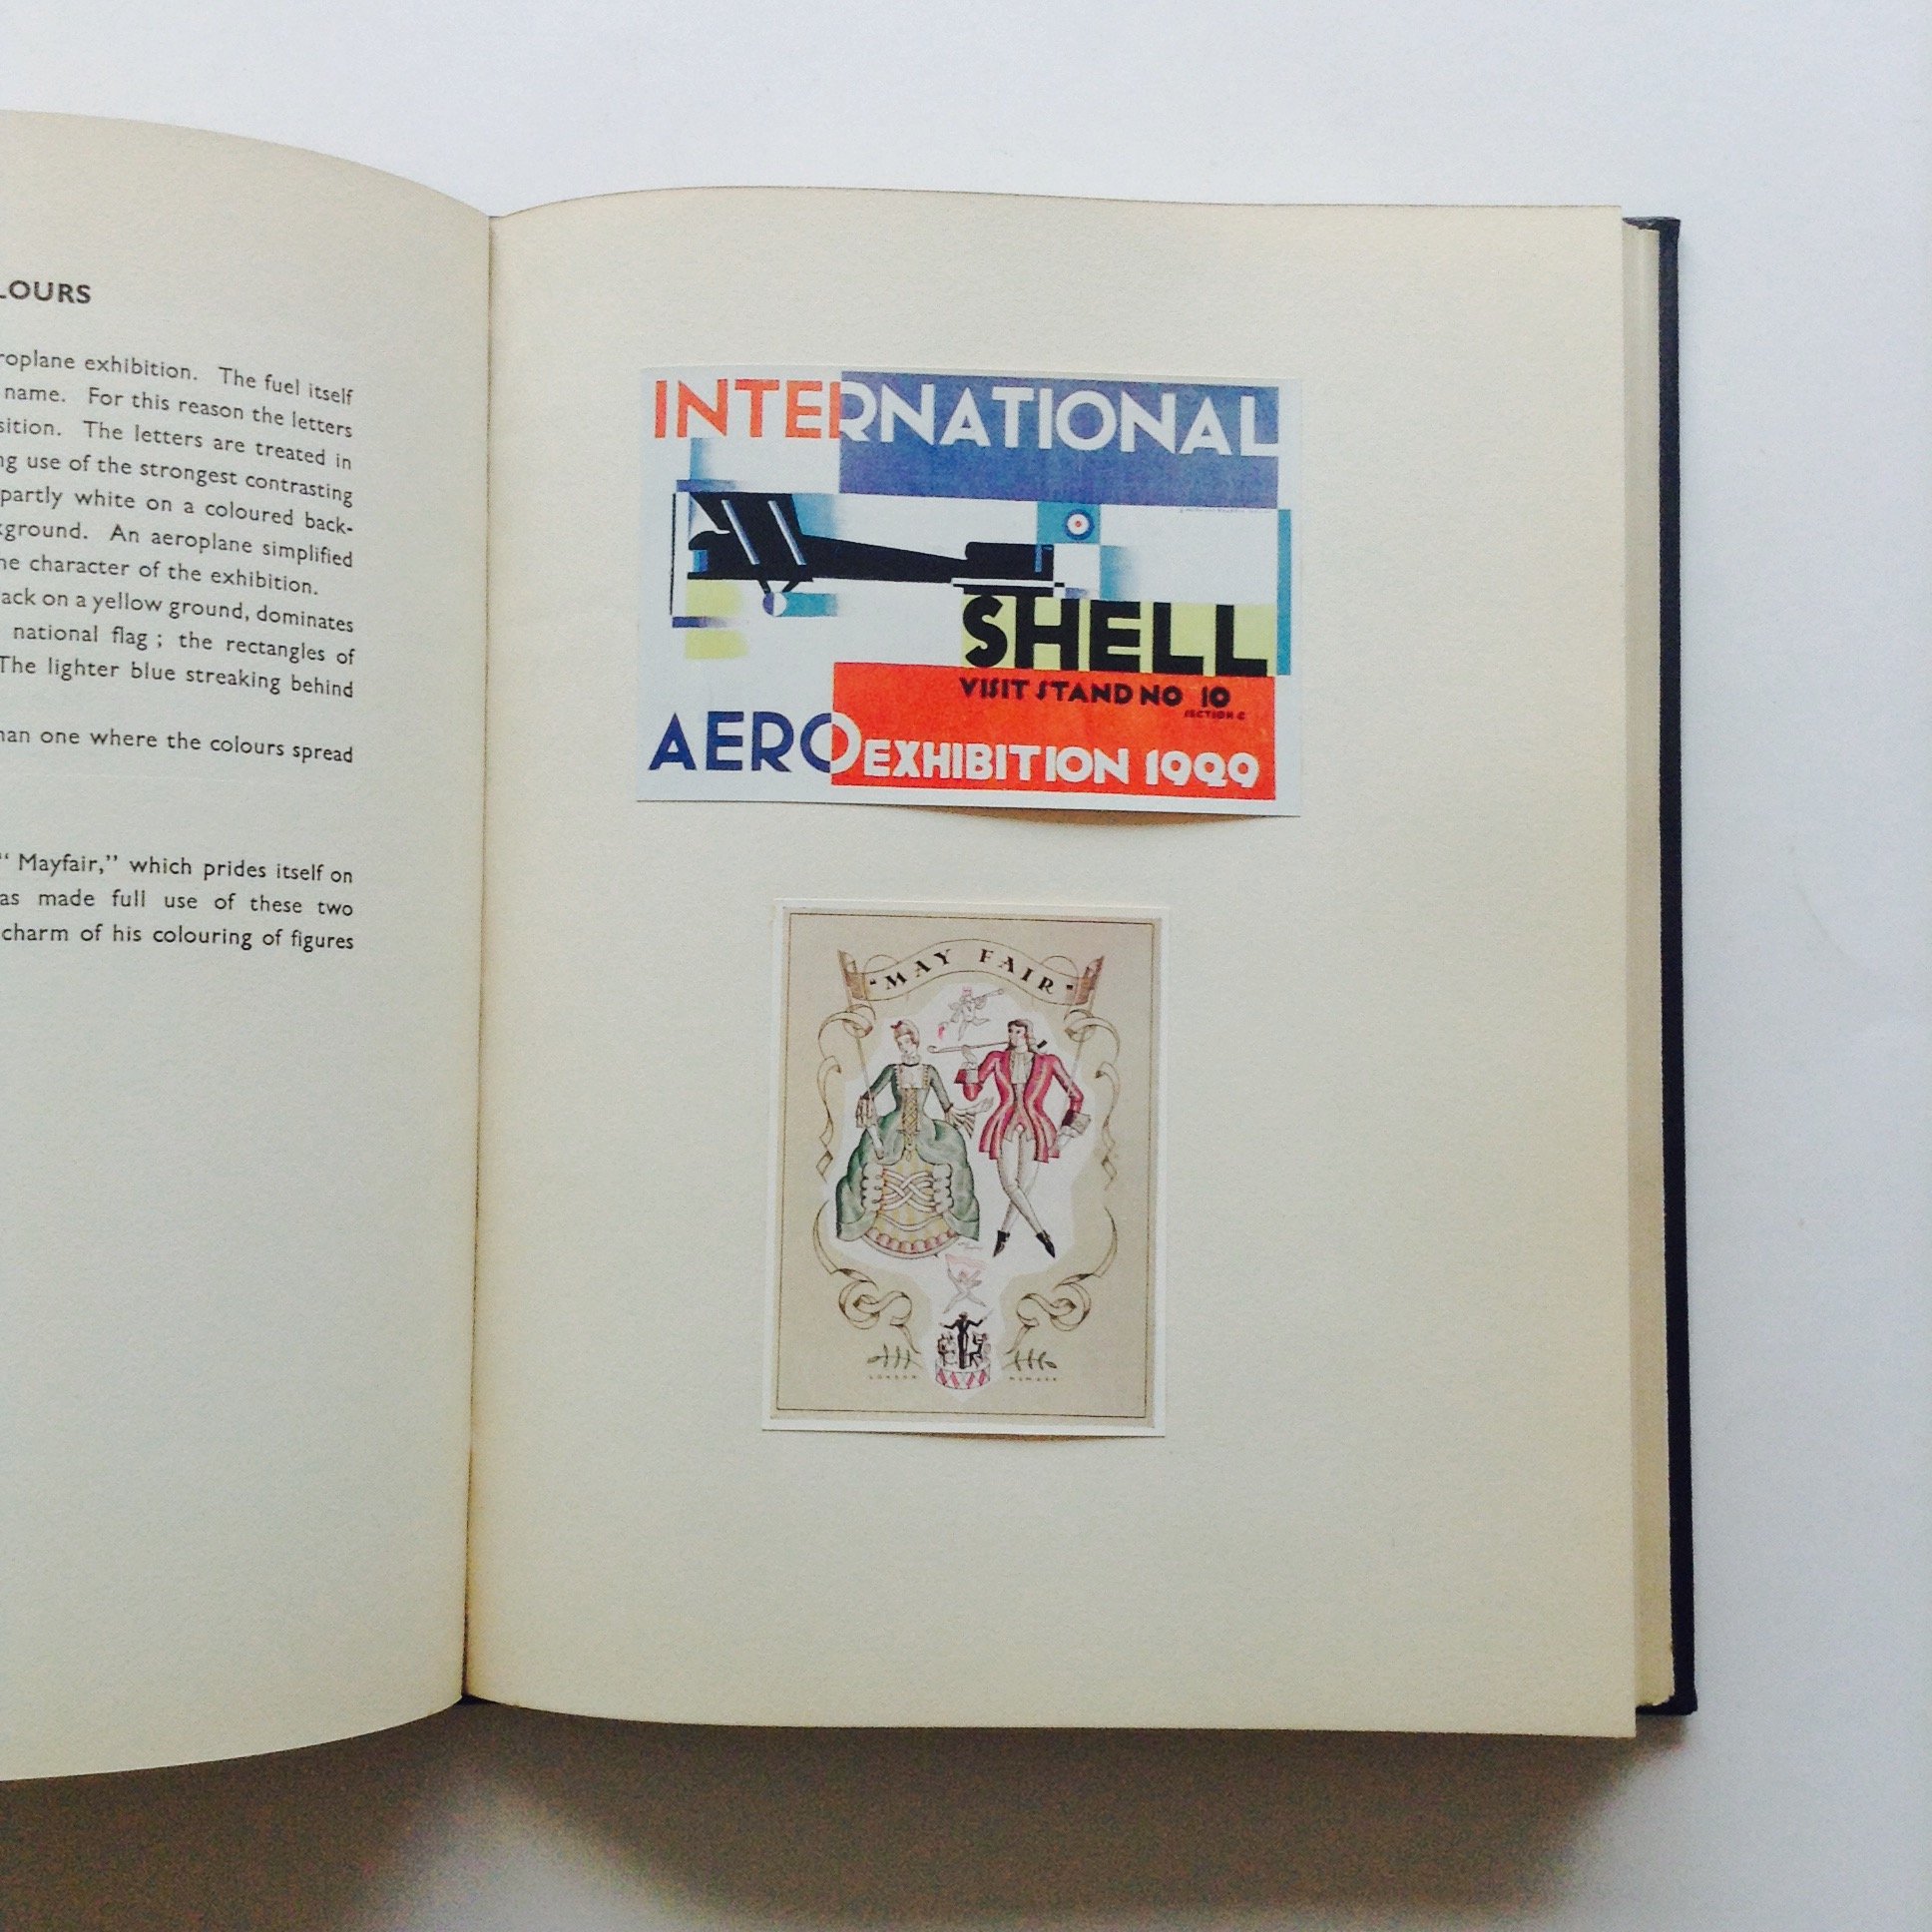 LOURS
roplane exhibition. The fuel itself
name. For this reason the letters
sition. The letters are treated in
ng use of the strongest contrasting
partly white on a coloured back-
kground. An aeroplane simplified
he character of the exhibition.
ack on a yellow ground, dominates
national flag ; the rectangles of
The lighter blue streaking behind
han one where the colours spread
“ Mayfair,” which prides itself on
as made full use of these two
charm of his colouring of figures
INTERNATIONAL
SHELL
VISIT STAND NO 10
SECTION C
AERO EXHIBITION 1929
"MAY FAIR"
LONDON